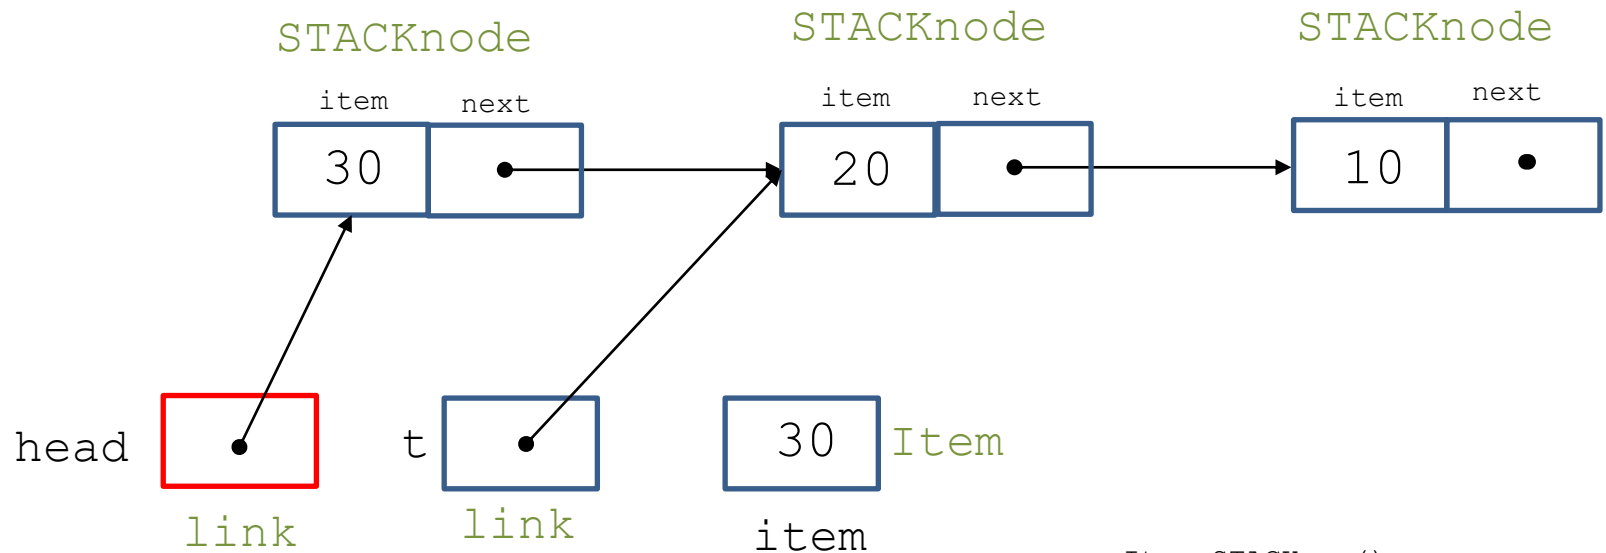 STACKnode STACKnode STACKnode
item next item next item next
30 20 10
head t 30 Item
link link item